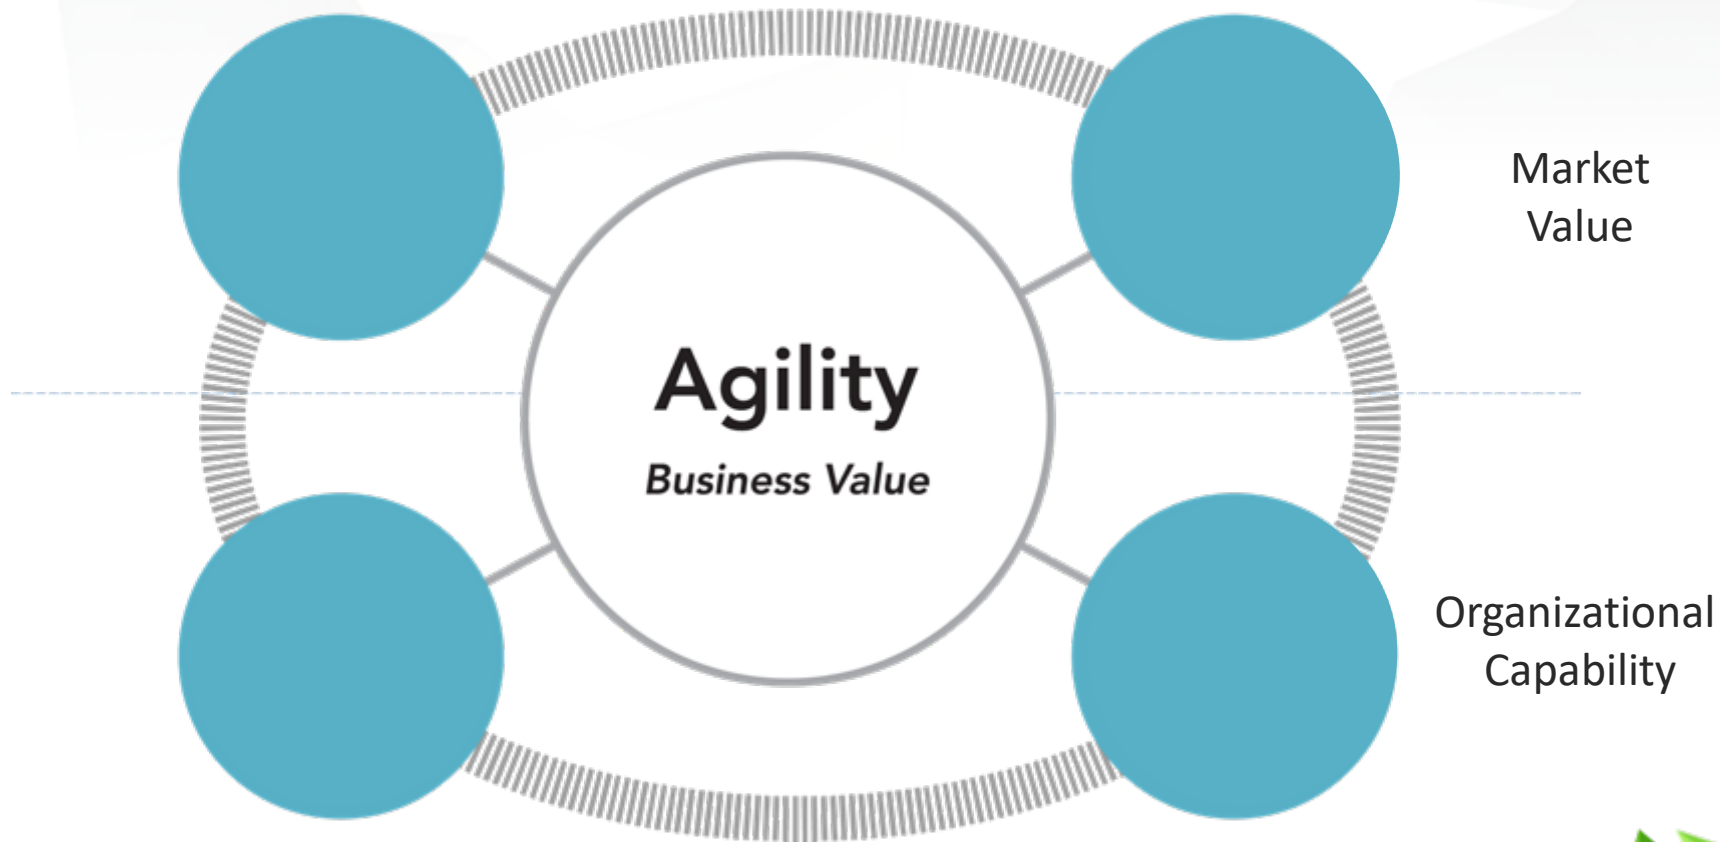 Market
Value
Agility
Business Value
Organizational
Capability